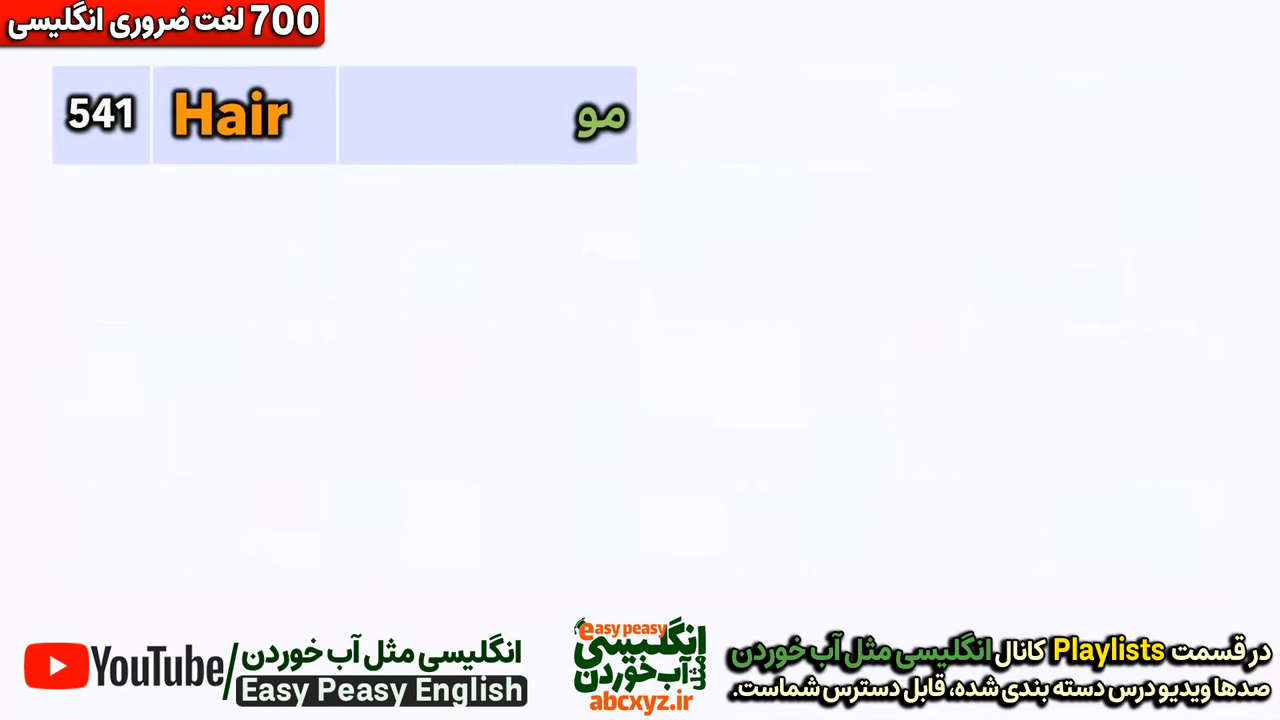 700 لغت ضروری انگلیسی
541 Hair مو
YouTube/انگلیسی مثل آب خوردن
Easy Peasy English
easy peasy
انگلیسی
مثل
آب خوردن
abcxyz.ir
در قسمت Playlists کانال انگلیسی مثل آب خوردن
صدها ویدیو درس دسته بندی شده، قابل دسترس شماست.